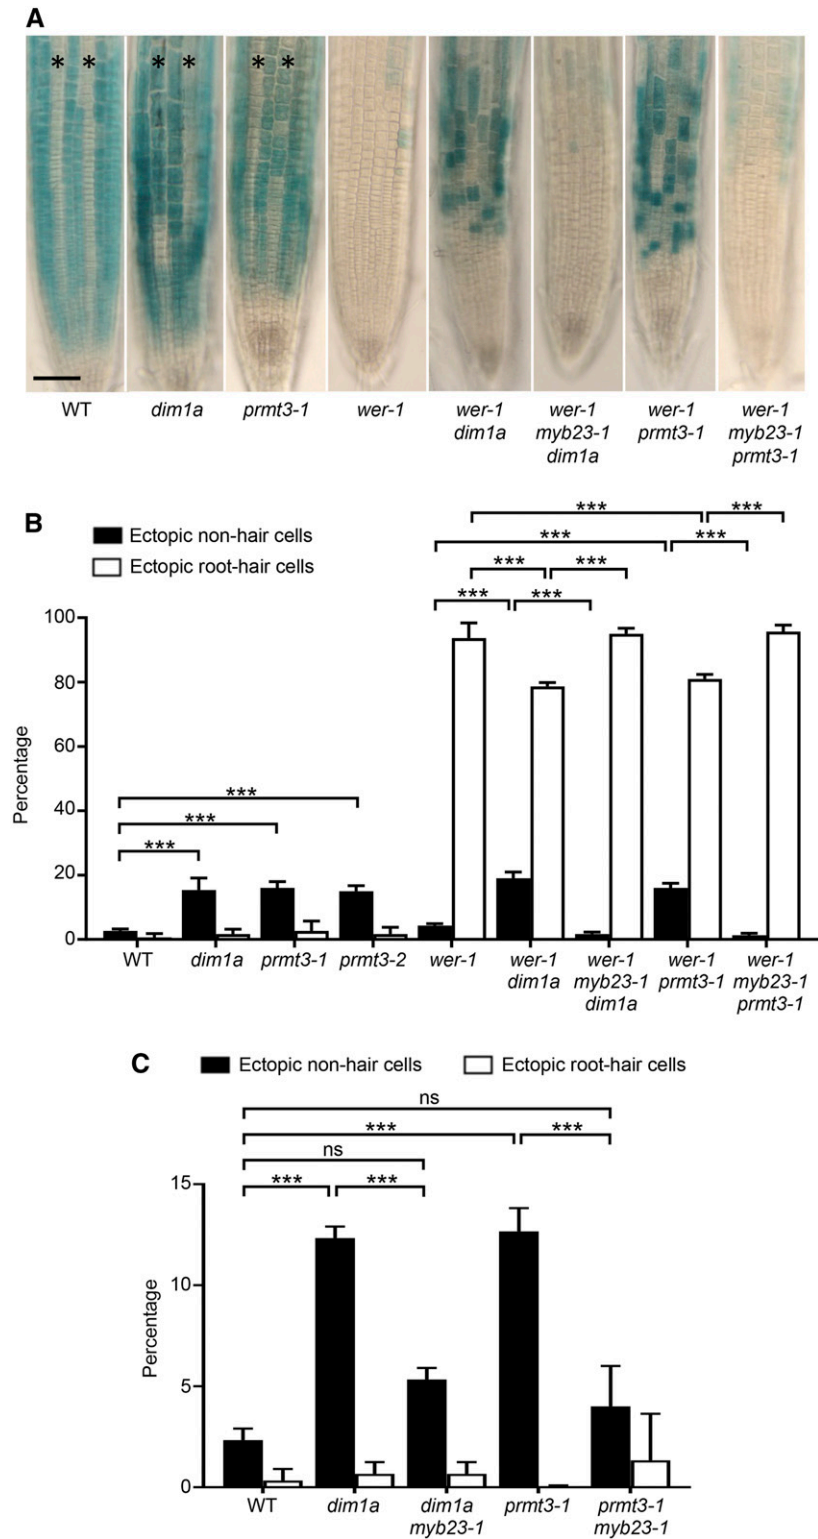 A
* * * * * *
WT dim1a prmt3-1 wer-1 wer-1 wer-1 wer-1 wer-1
dim1a myb23-1 prmt3-1 myb23-1
dim1a prmt3-1
B
Ectopic non-hair cells
Ectopic root-hair cells
*** ***
*** ***
*** ***
*** ***
100
80
60
40
20
0
Percentage
***
***
***
WT dim1a prmt3-1 prmt3-2 wer-1 wer-1 wer-1 wer-1 wer-1
dim1a myb23-1 prmt3-1 myb23-1
dim1a prmt3-1
C
Ectopic non-hair cells Ectopic root-hair cells
ns
*** ***
ns
*** ***
15
10
5
0
Percentage
WT dim1a dim1a prmt3-1 prmt3-1
myb23-1 myb23-1